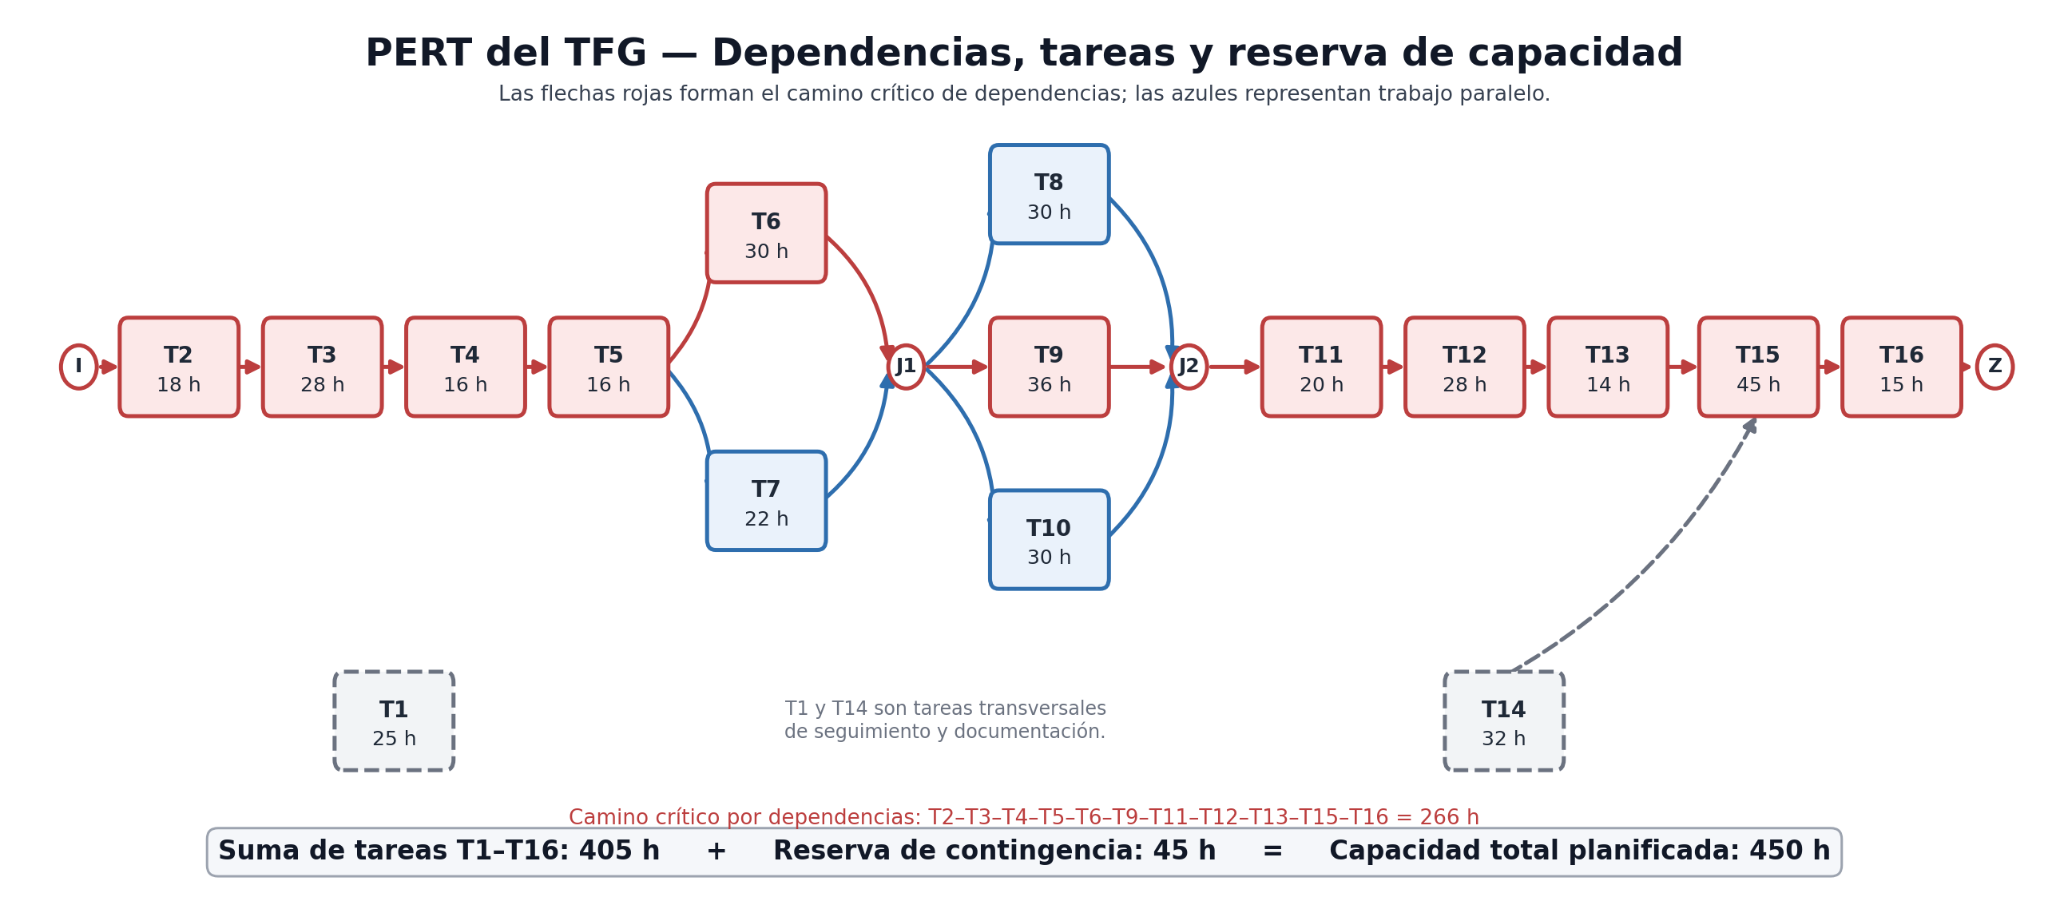 PERT del TFG — Dependencias, tareas y reserva de capacidad
Las flechas rojas forman el camino crítico de dependencias; las azules representan trabajo paralelo.
I
T2
18 h
T3
28 h
T4
16 h
T5
16 h
T6
30 h
T7
22 h
J1
T8
30 h
T9
36 h
T10
30 h
J2
T11
20 h
T12
28 h
T13
14 h
T15
45 h
T16
15 h
Z
T1
25 h
T1 y T14 son tareas transversales
de seguimiento y documentación.
T14
32 h
Camino crítico por dependencias: T2–T3–T4–T5–T6–T9–T11–T12–T13–T15–T16 = 266 h
Suma de tareas T1–T16: 405 h + Reserva de contingencia: 45 h = Capacidad total planificada: 450 h